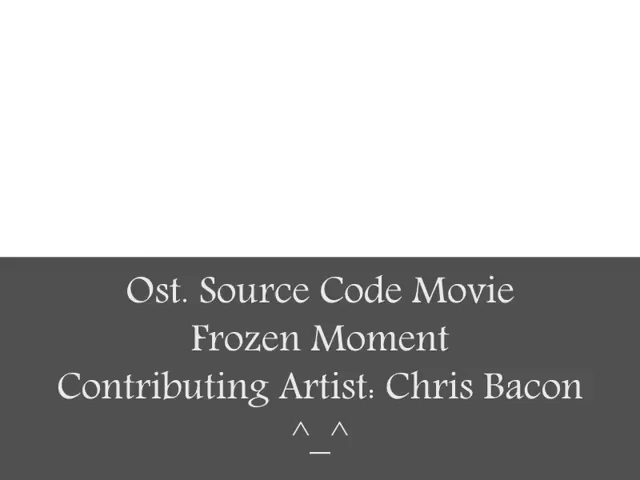 Ost. Source Code Movie
Frozen Moment
Contributing Artist: Chris Bacon
^_^